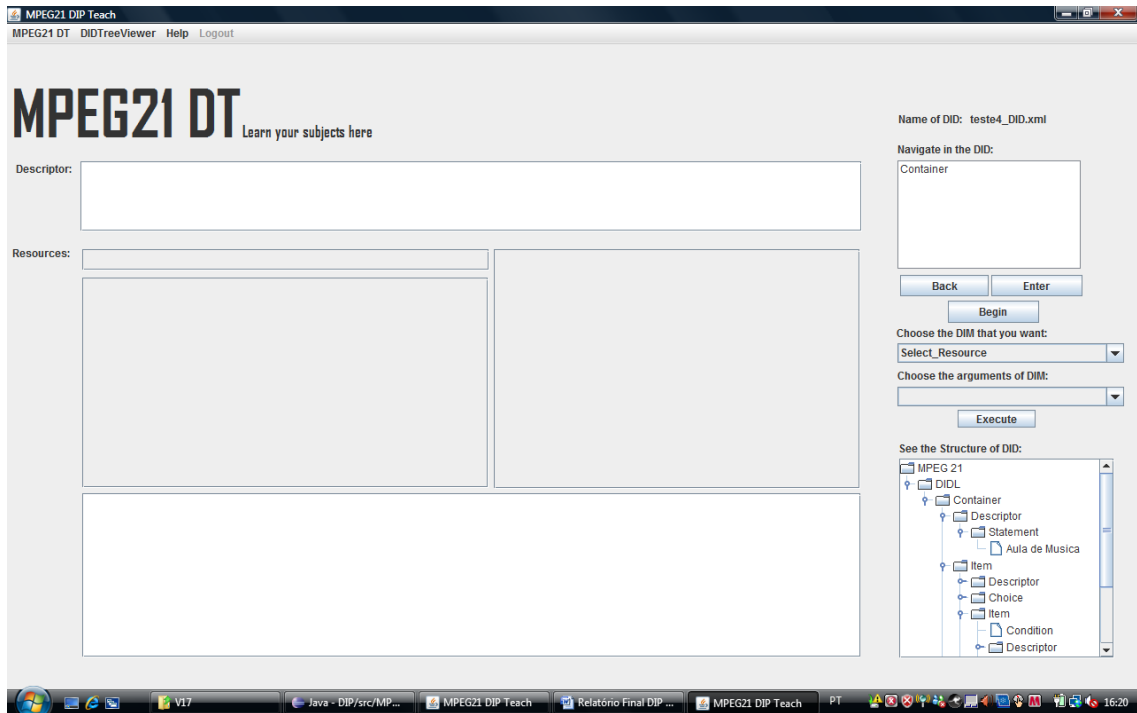 MPEG21 DIP Teach
MPEG21 DT DIDTreeViewer Help Logout
MPEG21 DT Learn your subjects here
Name of DID: teste4_DID.xml
Navigate in the DID:
Container
Descriptor:
Resources:
Back Enter
Begin
Choose the DIM that you want:
Select_Resource
Choose the arguments of DIM:
Execute
See the Structure of DID:
MPEG 21
DIDL
Container
Descriptor
Statement
Aula de Musica
Item
Descriptor
Choice
Item
Condition
Descriptor
V17 Java - DIP/src/MP... MPEG21 DIP Teach Relatório Final DIP ... MPEG21 DIP Teach PT 16:20